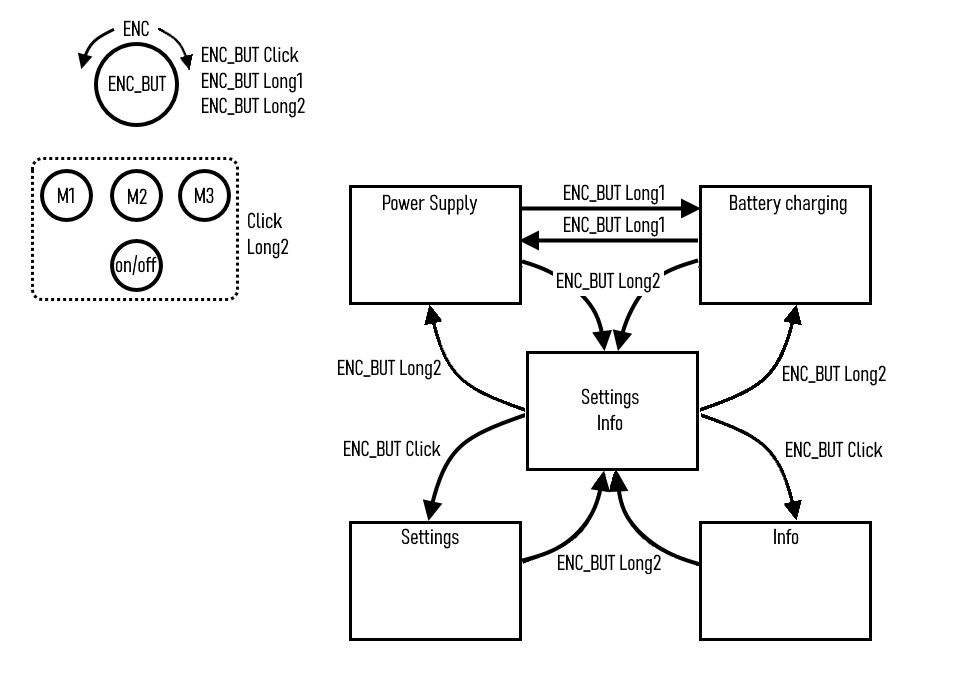 ENC
ENC_BUT
ENC_BUT Click
ENC_BUT Long1
ENC_BUT Long2
M1
M2
M3
on/off
Click
Long2
Power Supply
ENC_BUT Long1
ENC_BUT Long1
Battery charging
ENC_BUT Long2
ENC_BUT Long2
ENC_BUT Long2
Settings
Info
ENC_BUT Click
ENC_BUT Click
Settings
ENC_BUT Long2
Info